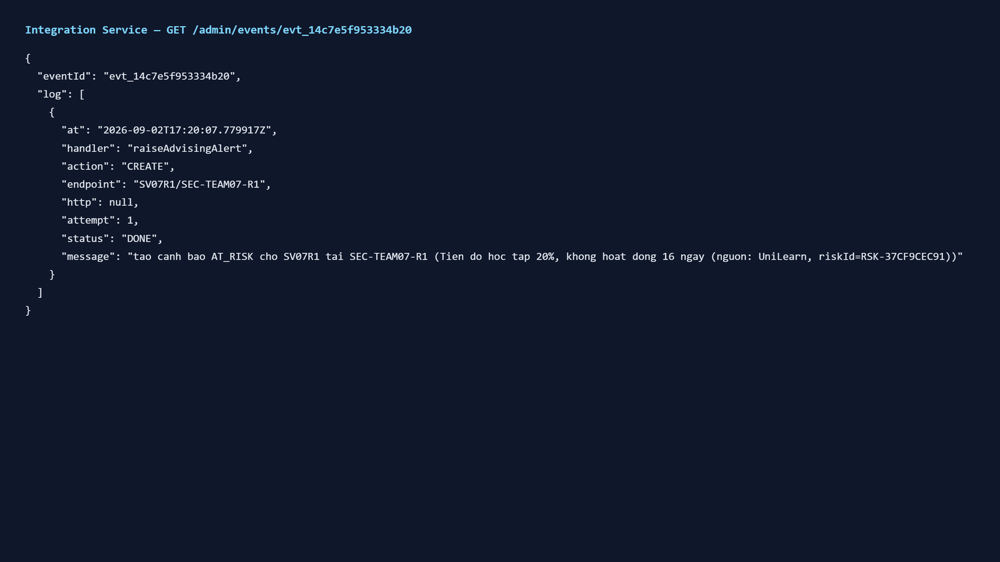 Integration Service — GET /admin/events/evt_14c7e5f953334b20
{
  "eventId": "evt_14c7e5f953334b20",
  "log": [
    {
      "at": "2026-09-02T17:20:07.779917Z",
      "handler": "raiseAdvisingAlert",
      "action": "CREATE",
      "endpoint": "SV07R1/SEC-TEAM07-R1",
      "http": null,
      "attempt": 1,
      "status": "DONE",
      "message": "tao canh bao AT_RISK cho SV07R1 tai SEC-TEAM07-R1 (Tien do hoc tap 20%, khong hoat dong 16 ngay (nguon: UniLearn, riskId=RSK-37CF9CEC91))"
    }
  ]
}